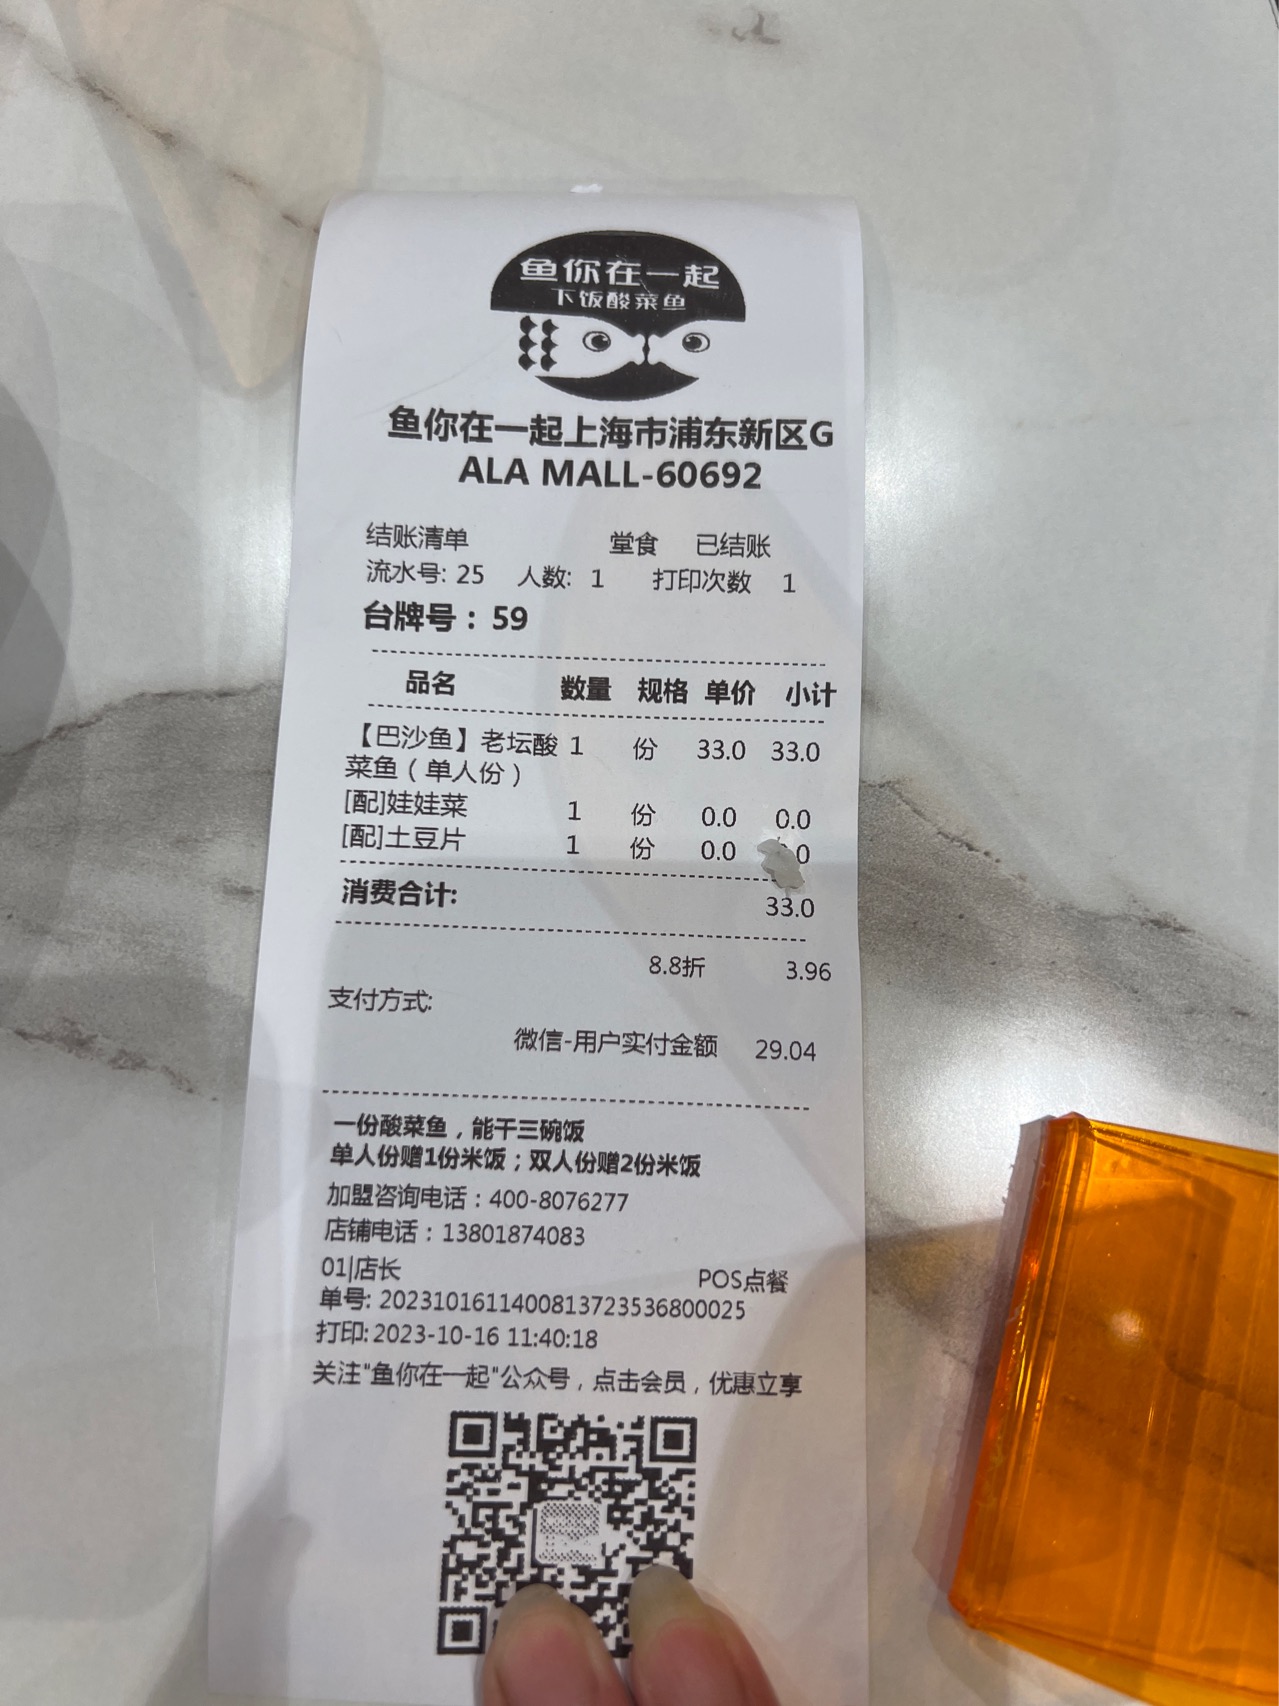 鱼你在一起
下饭酸菜鱼
鱼你在一起上海市浦东新区G
ALA MALL-60692
结账清单 堂食 已结账
流水号: 25 人数: 1 打印次数 1
台牌号：59
品名 数量 规格 单价 小计
【巴沙鱼】老坛酸 1 份 33.0 33.0
菜鱼（单人份）
[配]娃娃菜 1 份 0.0 0.0
[配]土豆片 1 份 0.0 0
消费合计: 33.0
8.8折 3.96
支付方式:
微信-用户实付金额 29.04
一份酸菜鱼，能干三碗饭
单人份赠1份米饭；双人份赠2份米饭
加盟咨询电话：400-8076277
店铺电话：13801874083
01|店长 POS点餐
单号: 20231016114008137235368​00025
打印: 2023-10-16 11:40:18
关注"鱼你在一起"公众号，点击会员，优惠立享